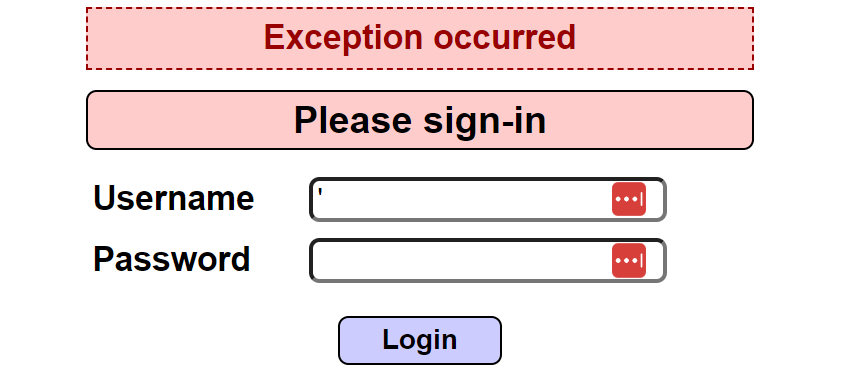 Exception occurred
Please sign-in
Username '
Password
Login